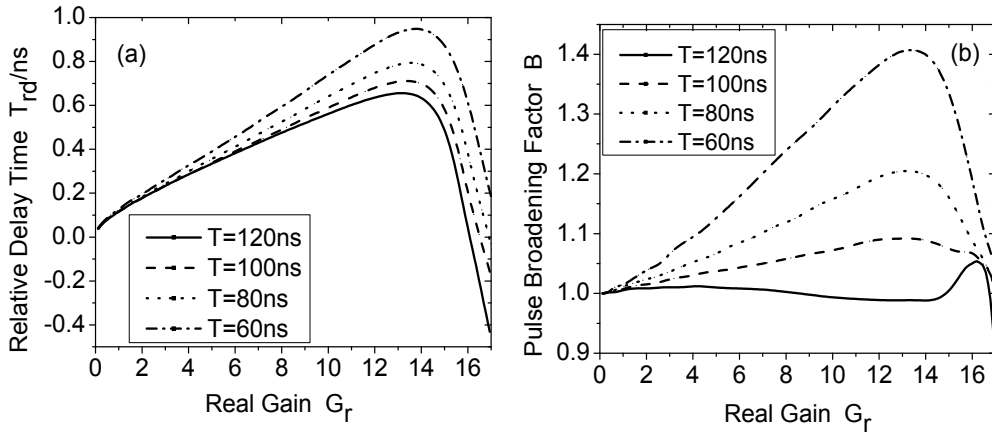 (a)
Relative Delay Time T_rd/ns
1.0
0.8
0.6
0.4
0.2
0.0
-0.2
-0.4
T=120ns
T=100ns
T=80ns
T=60ns
0 2 4 6 8 10 12 14 16
Real Gain G_r
(b)
Pulse Broadening Factor B
1.4
1.3
1.2
1.1
1.0
0.9
T=120ns
T=100ns
T=80ns
T=60ns
0 2 4 6 8 10 12 14 16
Real Gain G_r